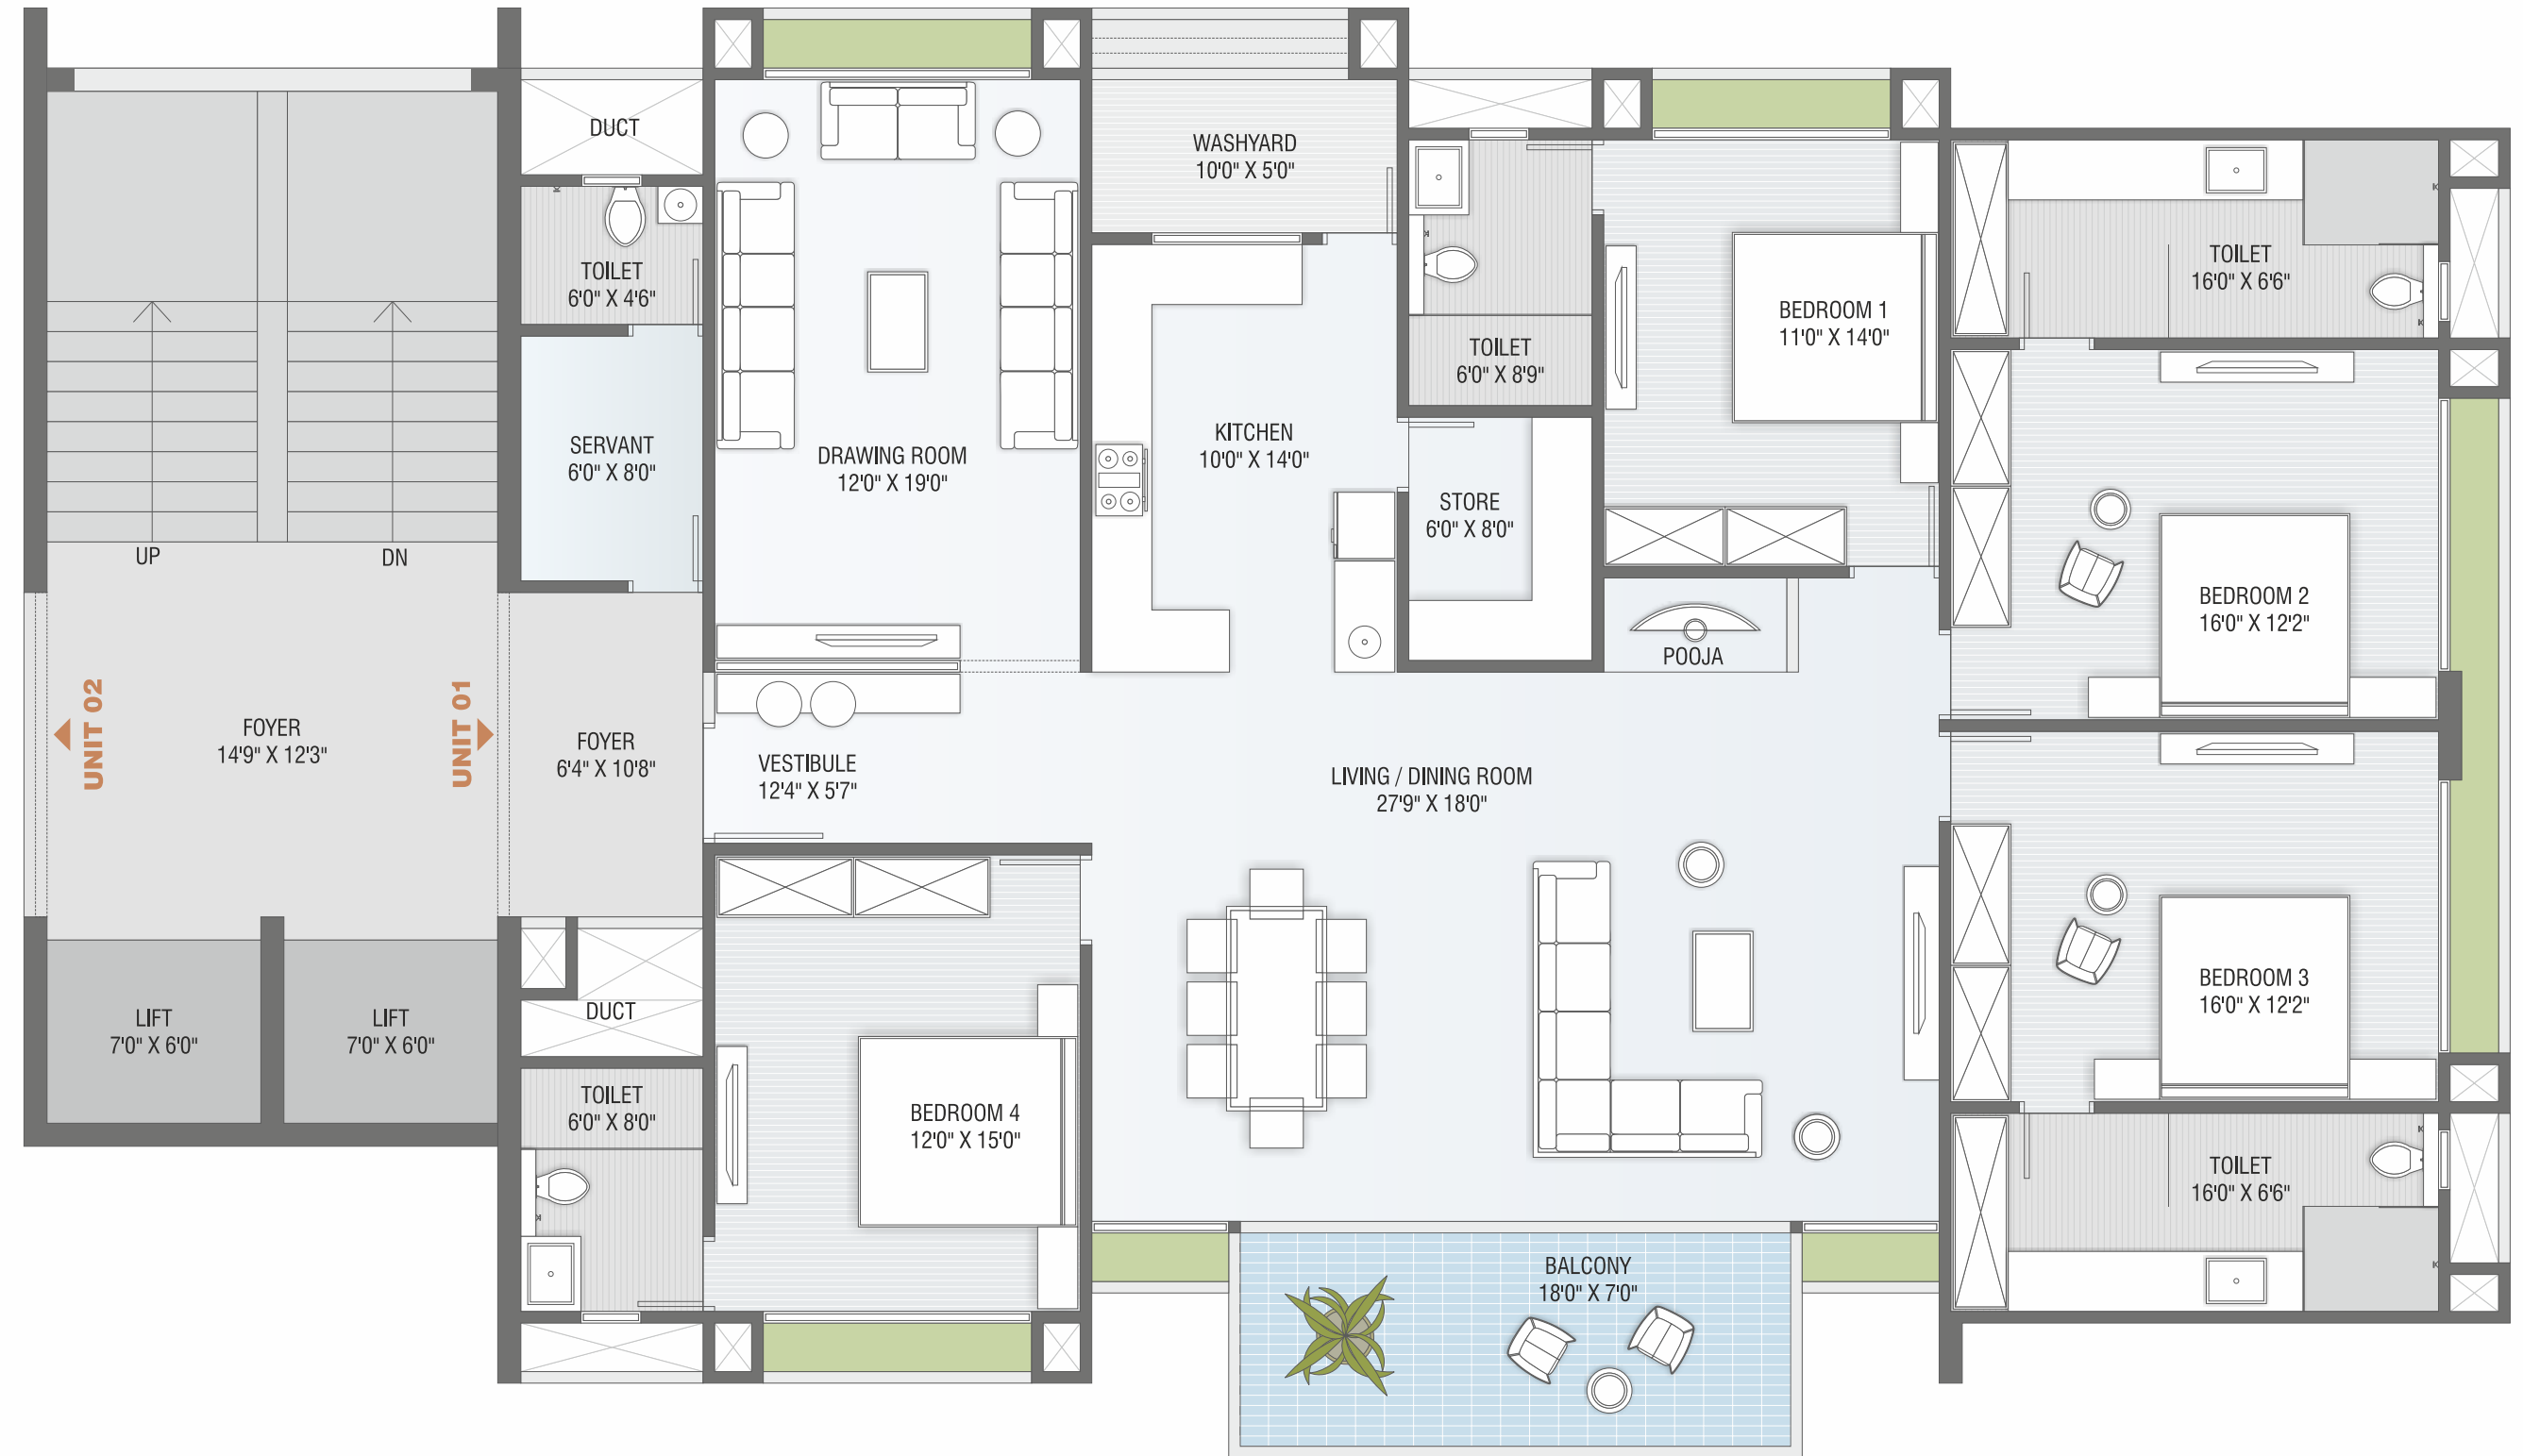 DUCT
WASHYARD
10'0" X 5'0"
TOILET
6'0" X 4'6"
TOILET
16'0" X 6'6"
BEDROOM 1
11'0" X 14'0"
TOILET
6'0" X 8'9"
SERVANT
6'0" X 8'0"
DRAWING ROOM
12'0" X 19'0"
KITCHEN
10'0" X 14'0"
STORE
6'0" X 8'0"
UP
DN
BEDROOM 2
16'0" X 12'2"
POOJA
UNIT 02
FOYER
14'9" X 12'3"
UNIT 01
FOYER
6'4" X 10'8"
VESTIBULE
12'4" X 5'7"
LIVING / DINING ROOM
27'9" X 18'0"
BEDROOM 3
16'0" X 12'2"
LIFT
7'0" X 6'0"
LIFT
7'0" X 6'0"
DUCT
TOILET
6'0" X 8'0"
BEDROOM 4
12'0" X 15'0"
TOILET
16'0" X 6'6"
BALCONY
18'0" X 7'0"